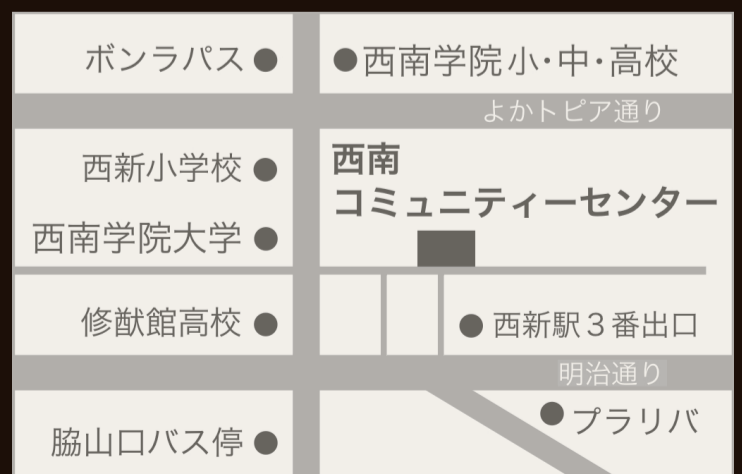 ボンラパス
西南学院小・中・高校
よかトピア通り
西新小学校
西南
コミュニティーセンター
西南学院大学
修猷館高校
西新駅3番出口
明治通り
プラリバ
脇山口バス停